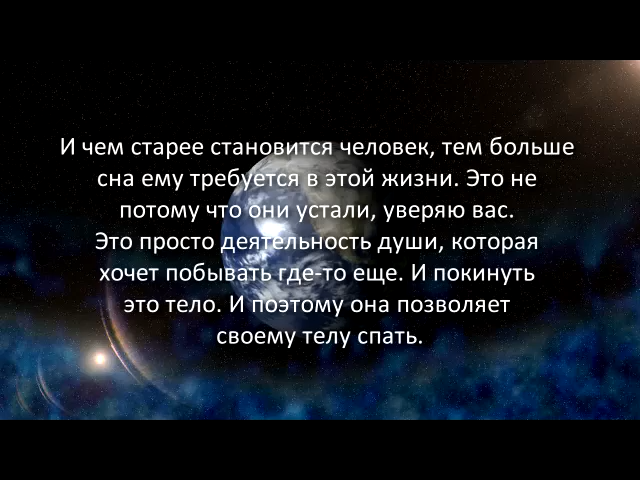 И чем старее становится человек, тем больше
сна ему требуется в этой жизни. Это не
потому что они устали, уверяю вас.
Это просто деятельность души, которая
хочет побывать где-то еще. И покинуть
это тело. И поэтому она позволяет
своему телу спать.